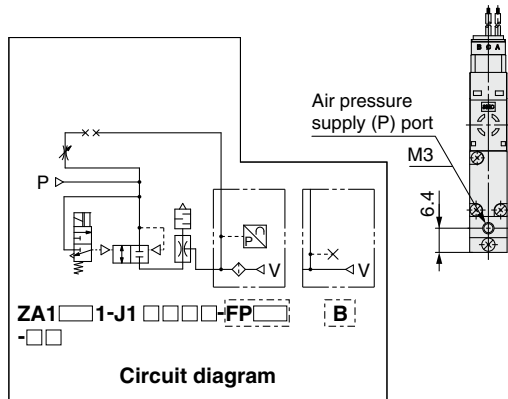 B C A
Air pressure
supply (P) port
M3
6.4
P
P
V
V
ZA1□1-J1 □□□□-FP□
B
-□□
Circuit diagram